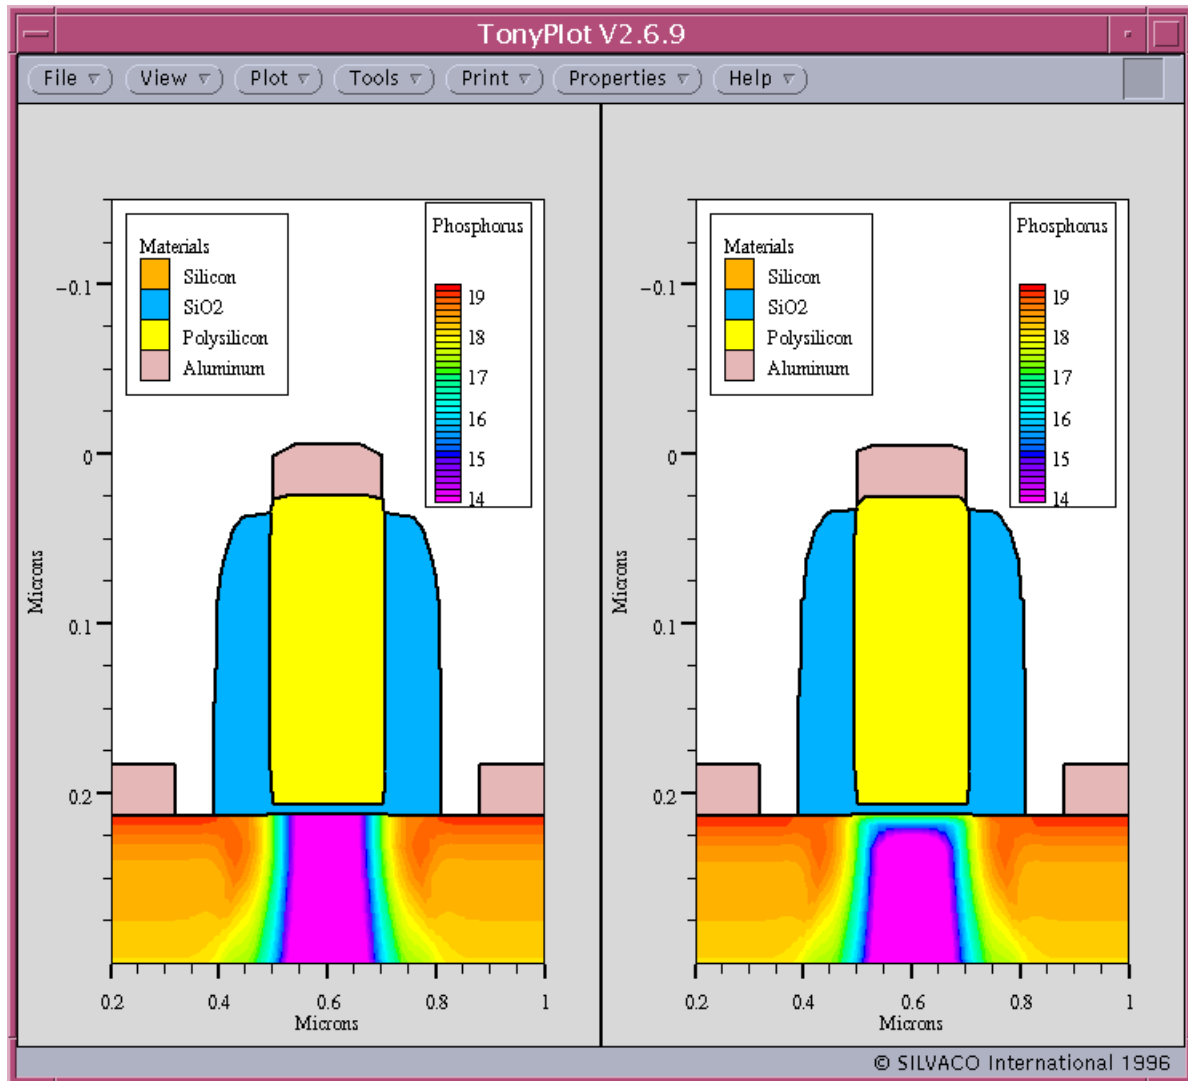 TonyPlot V2.6.9
File View Plot Tools Print Properties Help
Materials
Silicon
SiO2
Polysilicon
Aluminum
Phosphorus
19
18
17
16
15
14
-0.1
0
0.1
0.2
Microns
0.2 0.4 0.6 0.8 1
Microns
Materials
Silicon
SiO2
Polysilicon
Aluminum
Phosphorus
19
18
17
16
15
14
-0.1
0
0.1
0.2
Microns
0.2 0.4 0.6 0.8 1
Microns
© SILVACO International 1996